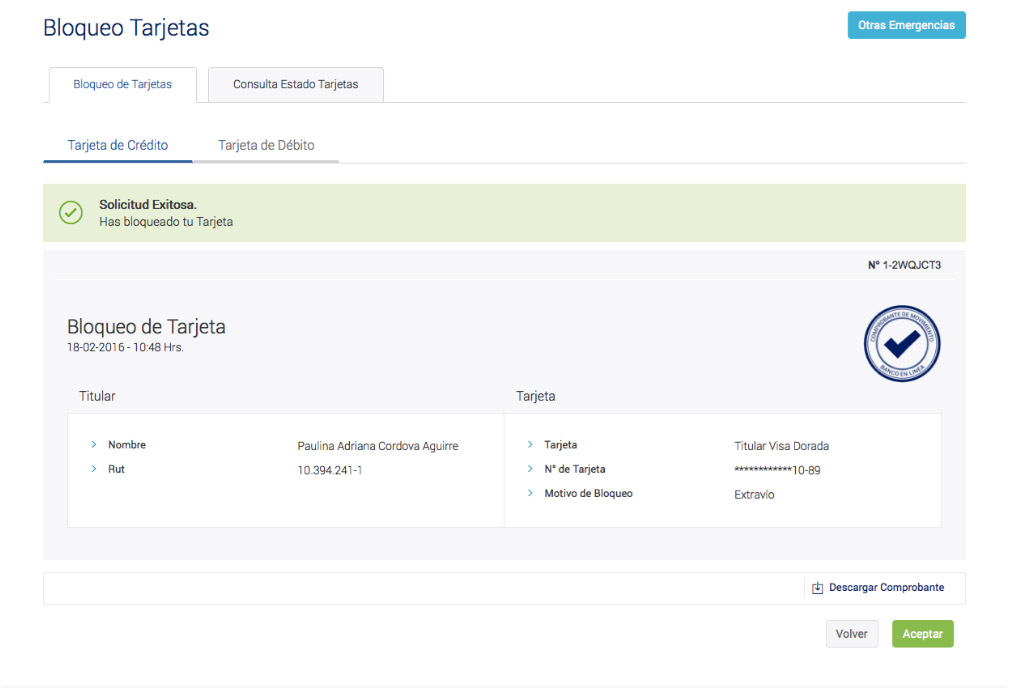 Bloqueo Tarjetas
Otras Emergencias
Bloqueo de Tarjetas
Consulta Estado Tarjetas
Tarjeta de Crédito
Tarjeta de Débito
Solicitud Exitosa.
Has bloqueado tu Tarjeta
N° 1-2WQJCT3
Bloqueo de Tarjeta
18-02-2016 - 10:48 Hrs.
COMPROBANTE DE MOVIMIENTO
BANCO EN LINEA
Titular
Tarjeta
Nombre Paulina Adriana Cordova Aguirre
Rut 10.394.241-1
Tarjeta Titular Visa Dorada
N° de Tarjeta ************10-89
Motivo de Bloqueo Extravío
Descargar Comprobante
Volver
Aceptar